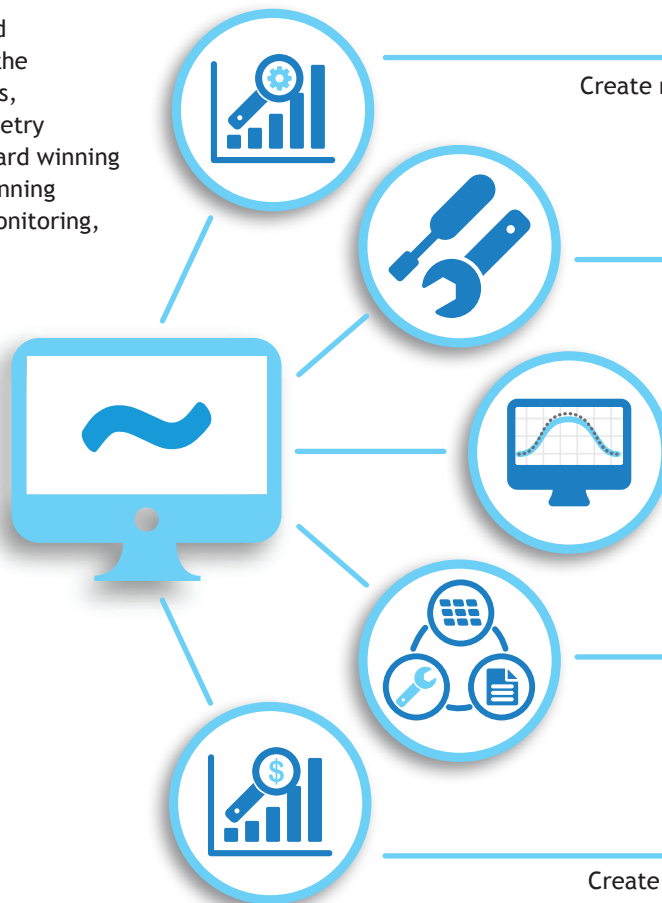 d
the
s,
etry
ard winning
nning
onitoring,
Create
$
Create